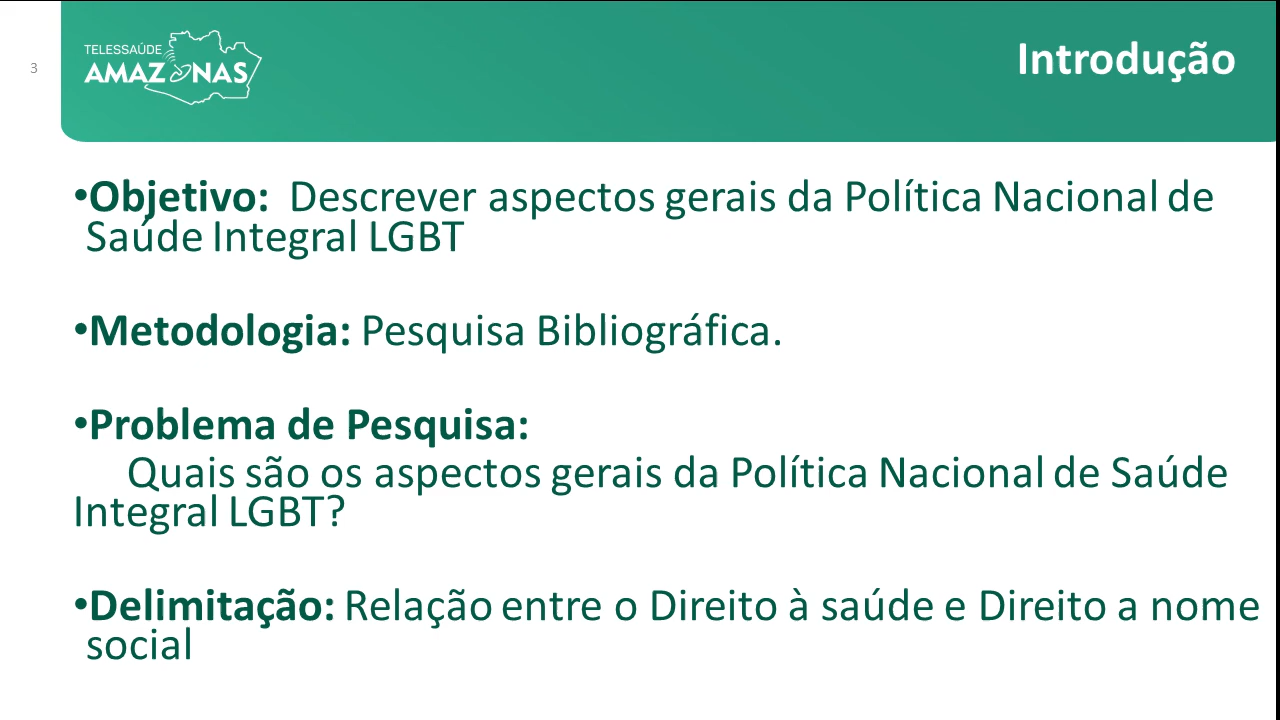 3
TELESSAÚDE
AMAZONAS
Introdução
•Objetivo: Descrever aspectos gerais da Política Nacional de
Saúde Integral LGBT
•Metodologia: Pesquisa Bibliográfica.
•Problema de Pesquisa:
Quais são os aspectos gerais da Política Nacional de Saúde
Integral LGBT?
•Delimitação: Relação entre o Direito à saúde e Direito a nome
social